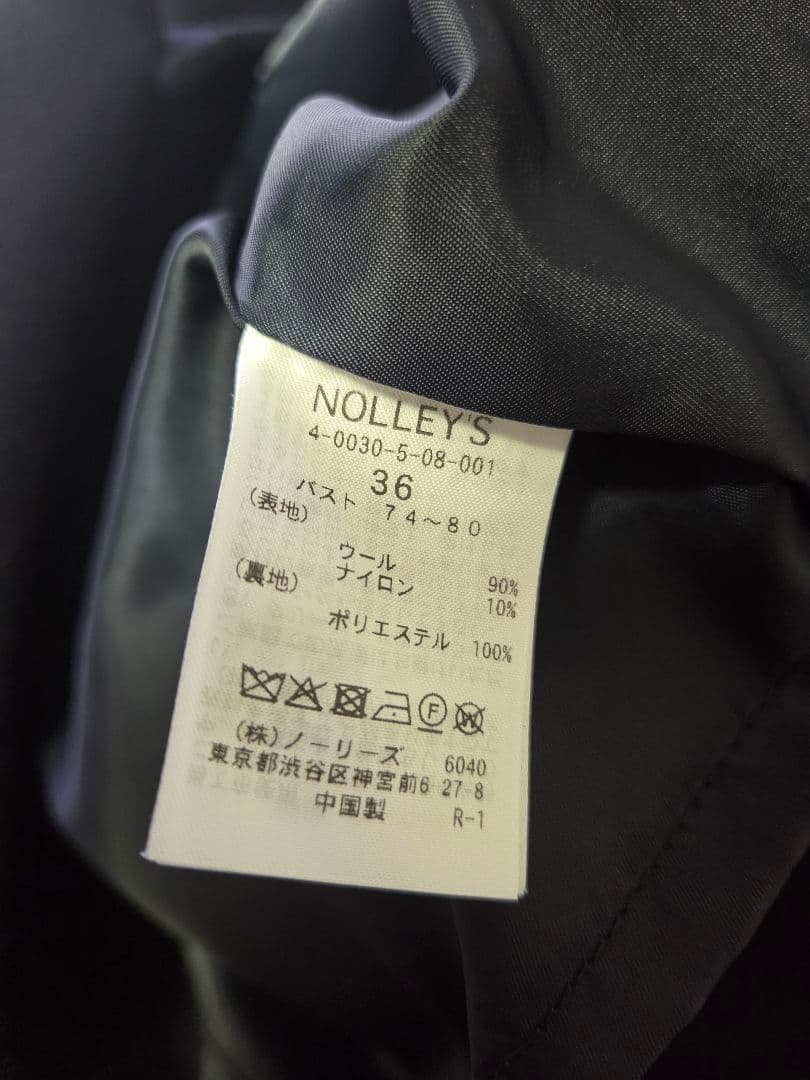 NOLLEY'S
4-0030-5-08-001
36
バスト 74~80
(表地)
ウール 90%
ナイロン 10%
(裏地)
ポリエステル 100%
F W
(株)ノーリーズ 6040
東京都渋谷区神宮前6 27-8
中国製 R-1